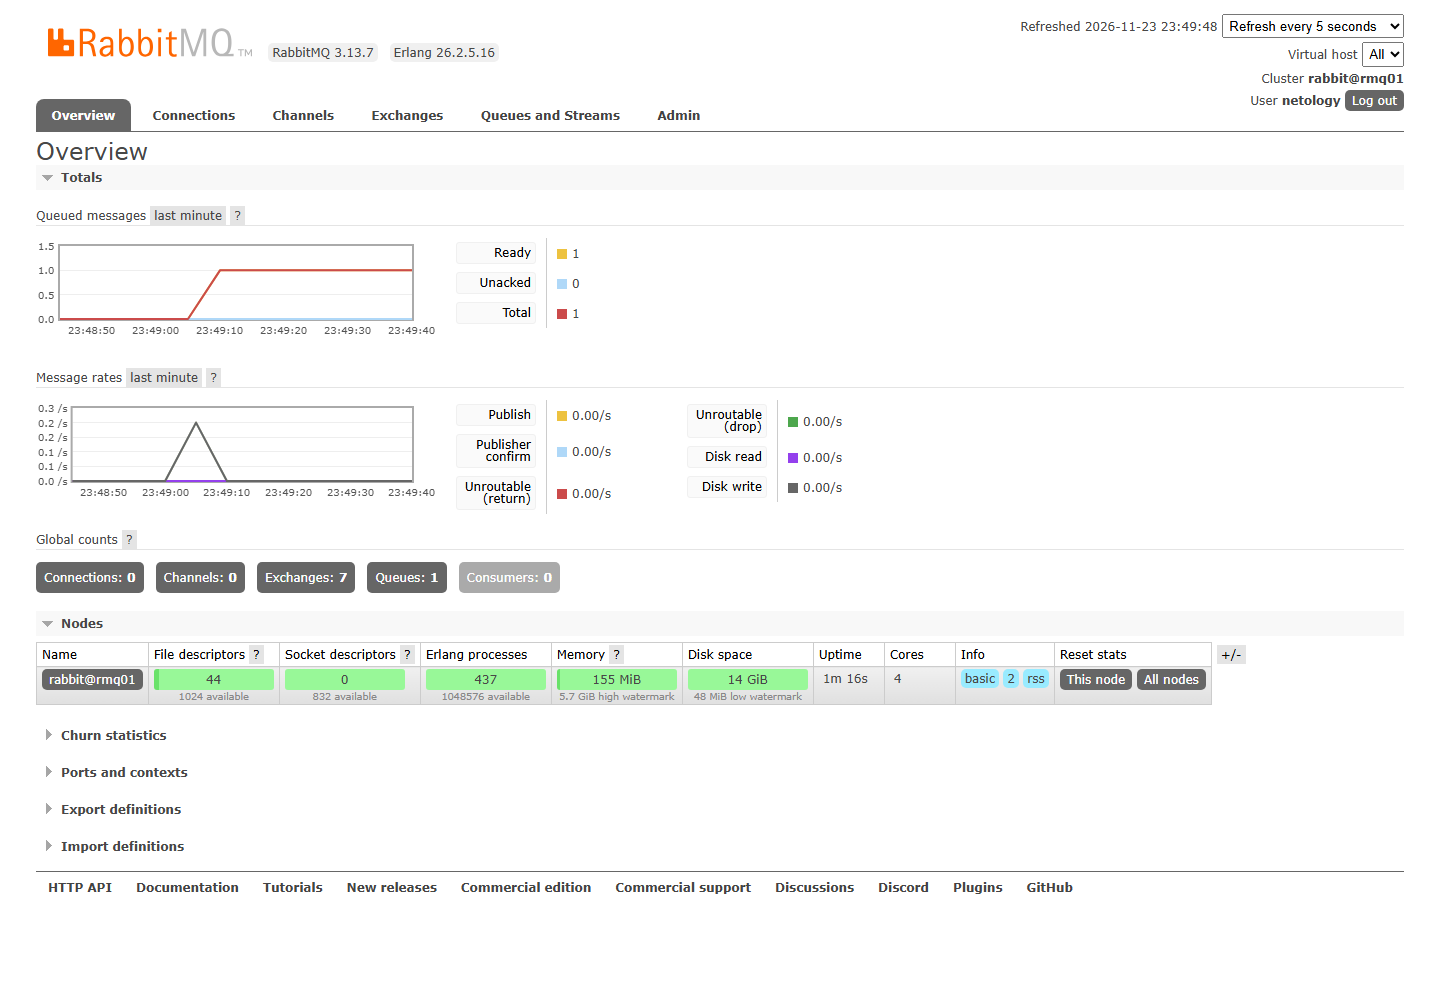 RabbitMQ TM RabbitMQ 3.13.7 Erlang 26.2.5.16
Refreshed 2026-11-23 23:49:48 Refresh every 5 seconds
Virtual host All
Cluster rabbit@rmq01
User netology Log out
Overview Connections Channels Exchanges Queues and Streams Admin
Overview
Totals
Queued messages last minute ?
1.5
1.0
0.5
0.0
23:48:50 23:49:00 23:49:10 23:49:20 23:49:30 23:49:40
Ready 1
Unacked 0
Total 1
Message rates last minute ?
0.3 /s
0.2 /s
0.2 /s
0.1 /s
0.1 /s
0.0 /s
23:48:50 23:49:00 23:49:10 23:49:20 23:49:30 23:49:40
Publish 0.00/s
Publisher
confirm 0.00/s
Unroutable
(return) 0.00/s
Unroutable
(drop) 0.00/s
Disk read 0.00/s
Disk write 0.00/s
Global counts ?
Connections: 0 Channels: 0 Exchanges: 7 Queues: 1 Consumers: 0
Nodes
Name File descriptors ? Socket descriptors ? Erlang processes Memory ? Disk space Uptime Cores Info Reset stats +/-
rabbit@rmq01 44 0 437 155 MiB 14 GiB 1m 16s 4 basic 2 rss This node All nodes
1024 available 832 available 1048576 available 5.7 GiB high watermark 48 MiB low watermark
Churn statistics
Ports and contexts
Export definitions
Import definitions
HTTP API Documentation Tutorials New releases Commercial edition Commercial support Discussions Discord Plugins GitHub